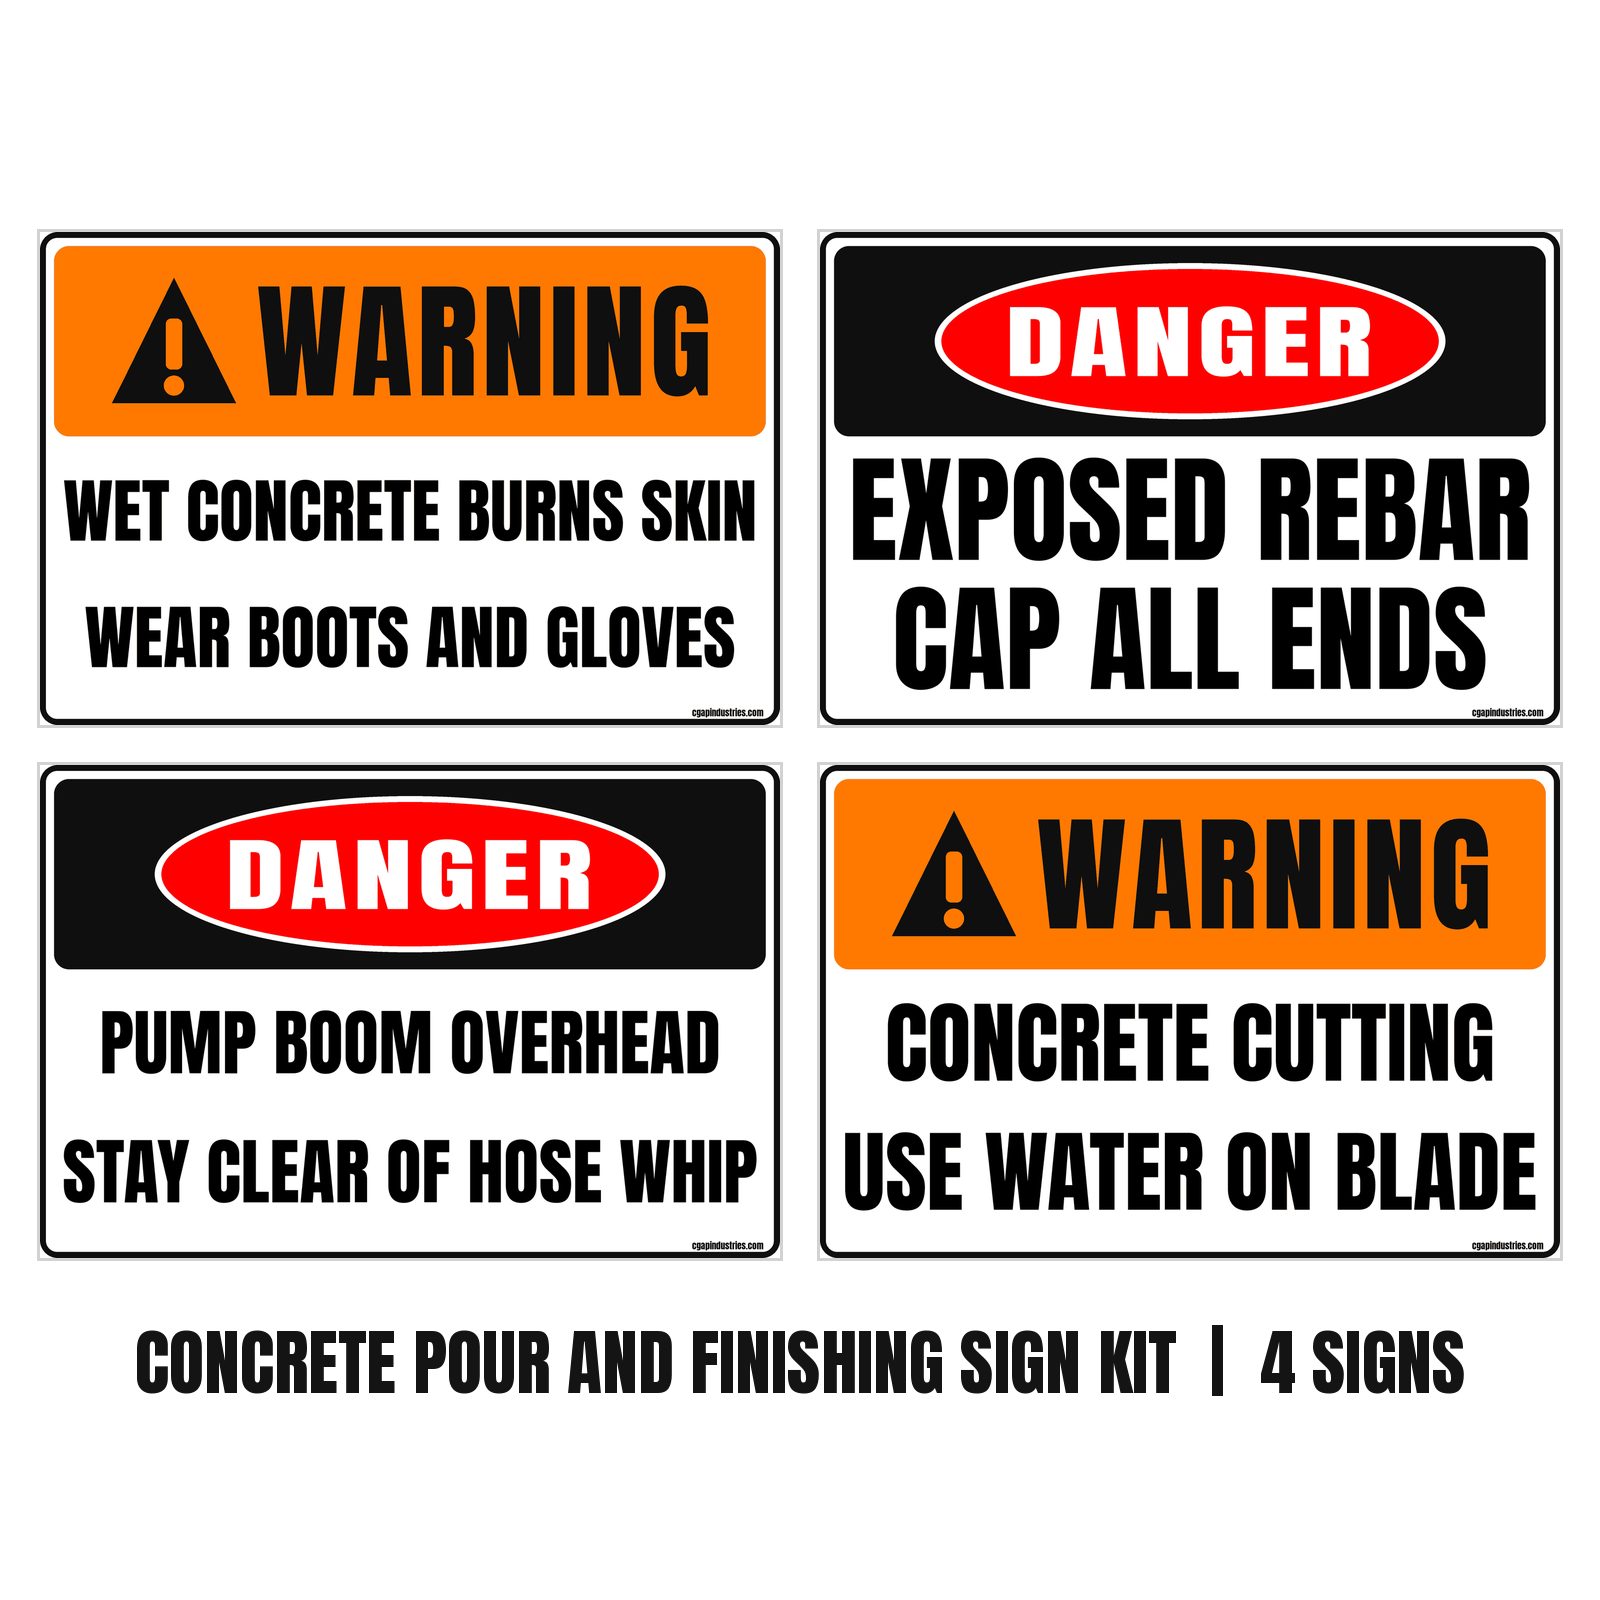 WARNING
WET CONCRETE BURNS SKIN
WEAR BOOTS AND GLOVES
cgapindustries.com
DANGER
EXPOSED REBAR
CAP ALL ENDS
cgapindustries.com
DANGER
PUMP BOOM OVERHEAD
STAY CLEAR OF HOSE WHIP
cgapindustries.com
WARNING
CONCRETE CUTTING
USE WATER ON BLADE
cgapindustries.com
CONCRETE POUR AND FINISHING SIGN KIT | 4 SIGNS